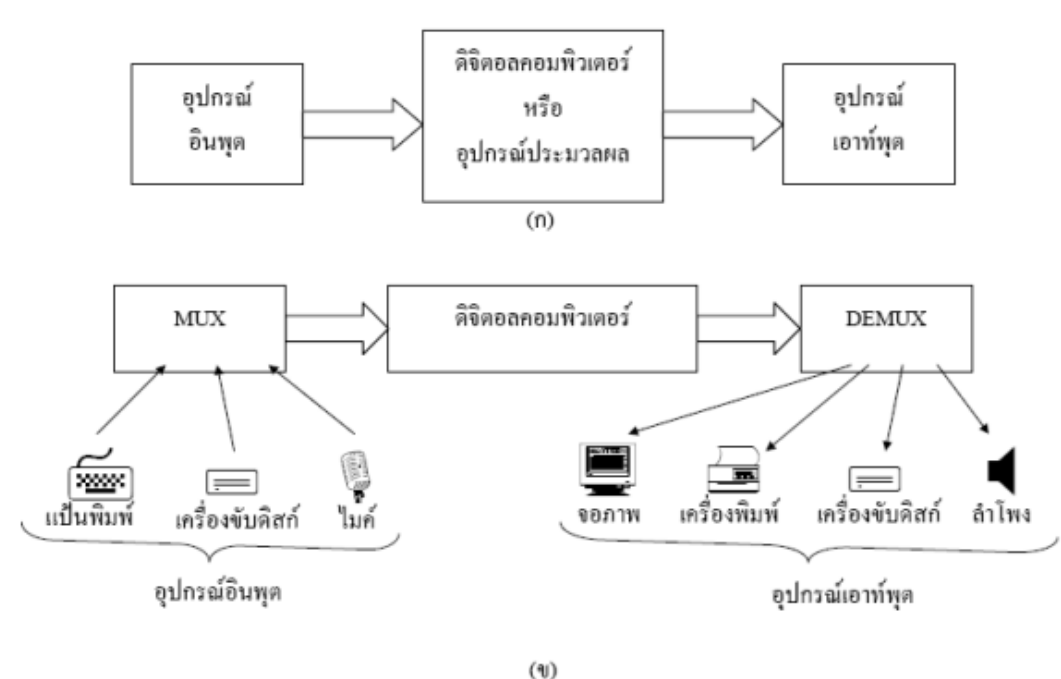 อุปกรณ์
อินพุต
ดิจิตอลคอมพิวเตอร์
หรือ
อุปกรณ์ประมวลผล
อุปกรณ์
เอาท์พุต
(ก)
MUX
ดิจิตอลคอมพิวเตอร์
DEMUX
แป้นพิมพ์
เครื่องขับดิสก์
ไมค์
จอภาพ
เครื่องพิมพ์
เครื่องขับดิสก์
ลำโพง
อุปกรณ์อินพุต
อุปกรณ์เอาท์พุต
(ข)